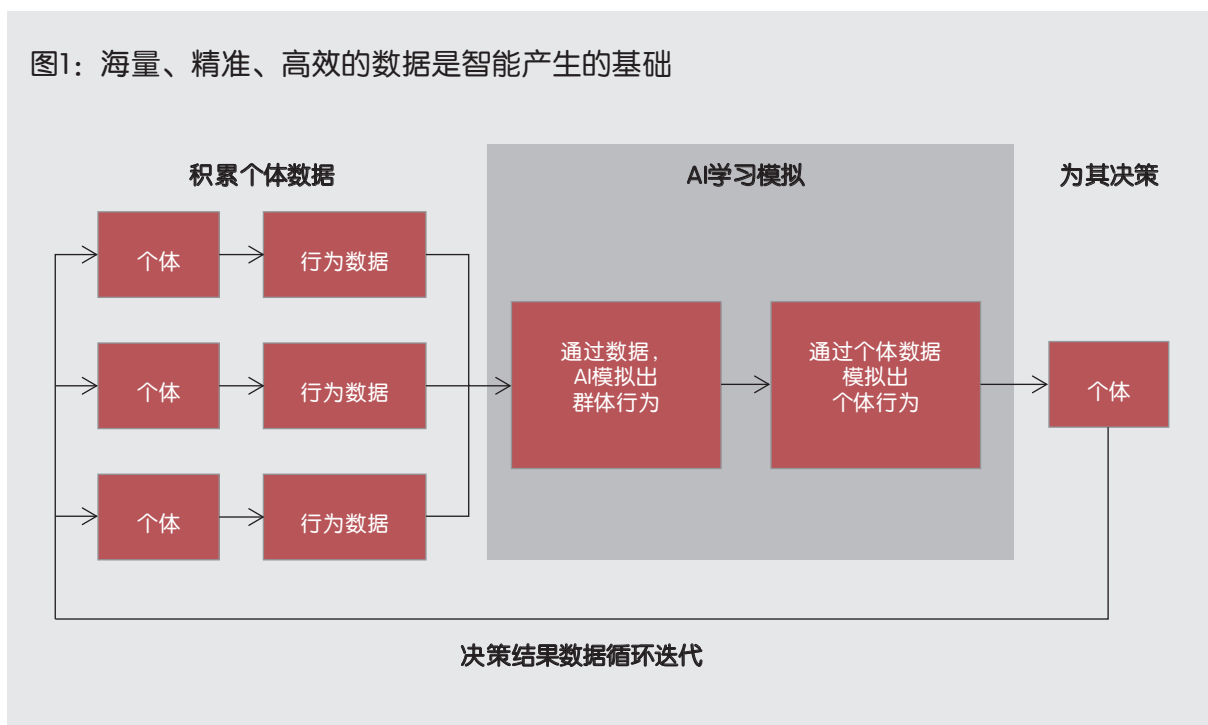 图1：海量、精准、高效的数据是智能产生的基础
积累个体数据
AI学习模拟
为其决策
个体
行为数据
个体
行为数据
个体
行为数据
通过数据，
AI模拟出
群体行为
通过个体数据
模拟出
个体行为
个体
决策结果数据循环迭代